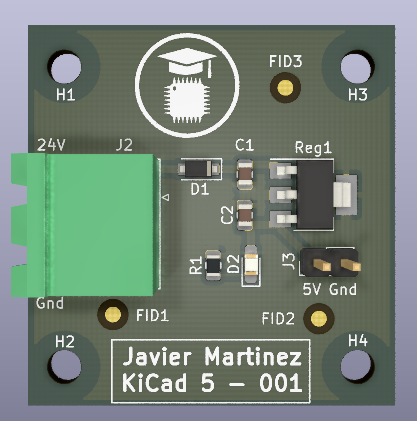 FID3
H1
H3
24V
J2
C1
Reg1
D1
C2
R1
D2
J3
5V Gnd
Gnd
FID1
FID2
H2
H4
Javier Martinez
KiCad 5 - 001